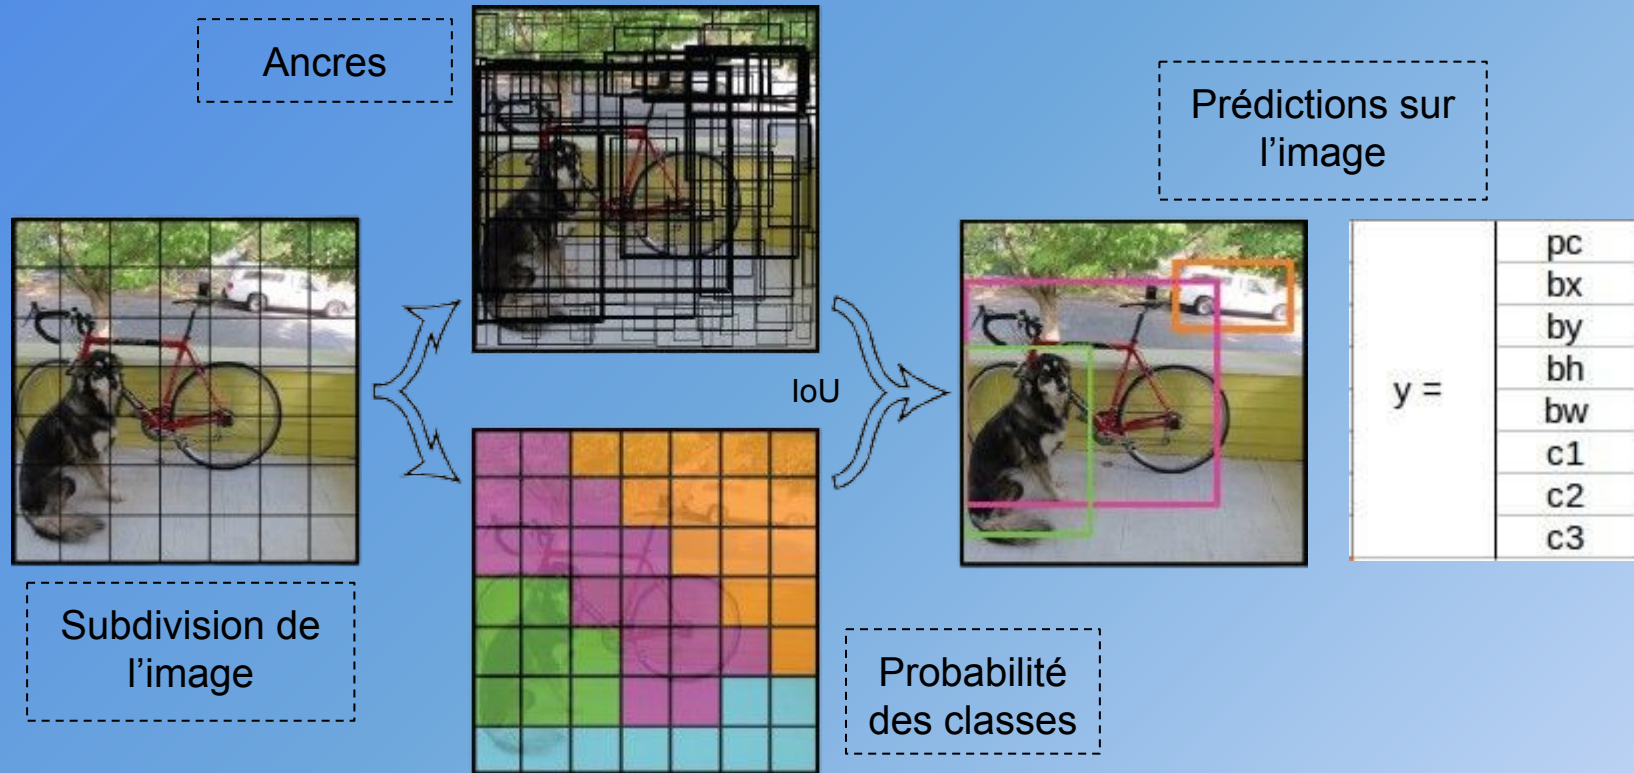 Ancres
Prédictions sur
l’image
Subdivision de
l’image
IoU
Probabilité
des classes
y =
pc
bx
by
bh
bw
c1
c2
c3